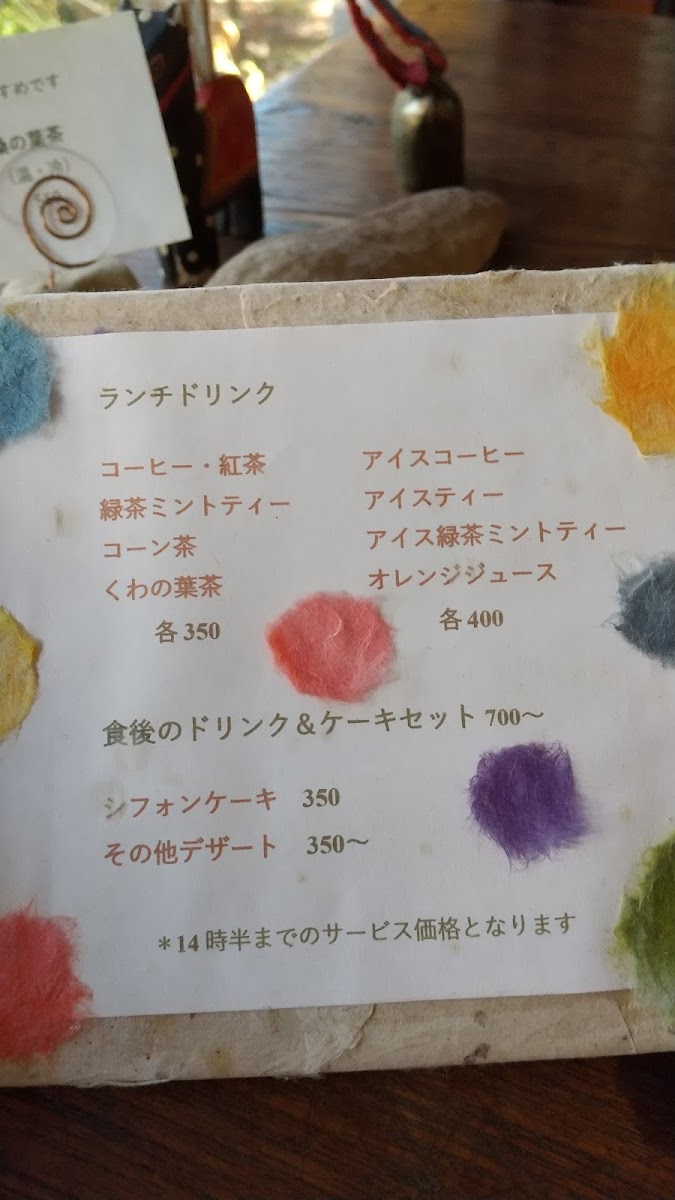 すめです
の葉茶
(温・冷)
ランチドリンク
コーヒー・紅茶
緑茶ミントティー
コーン茶
くわの葉茶
各350
アイスコーヒー
アイスティー
アイス緑茶ミントティー
オレンジジュース
各400
食後のドリンク＆ケーキセット 700～
シフォンケーキ 350
その他デザート 350～
＊14時半までのサービス価格となります